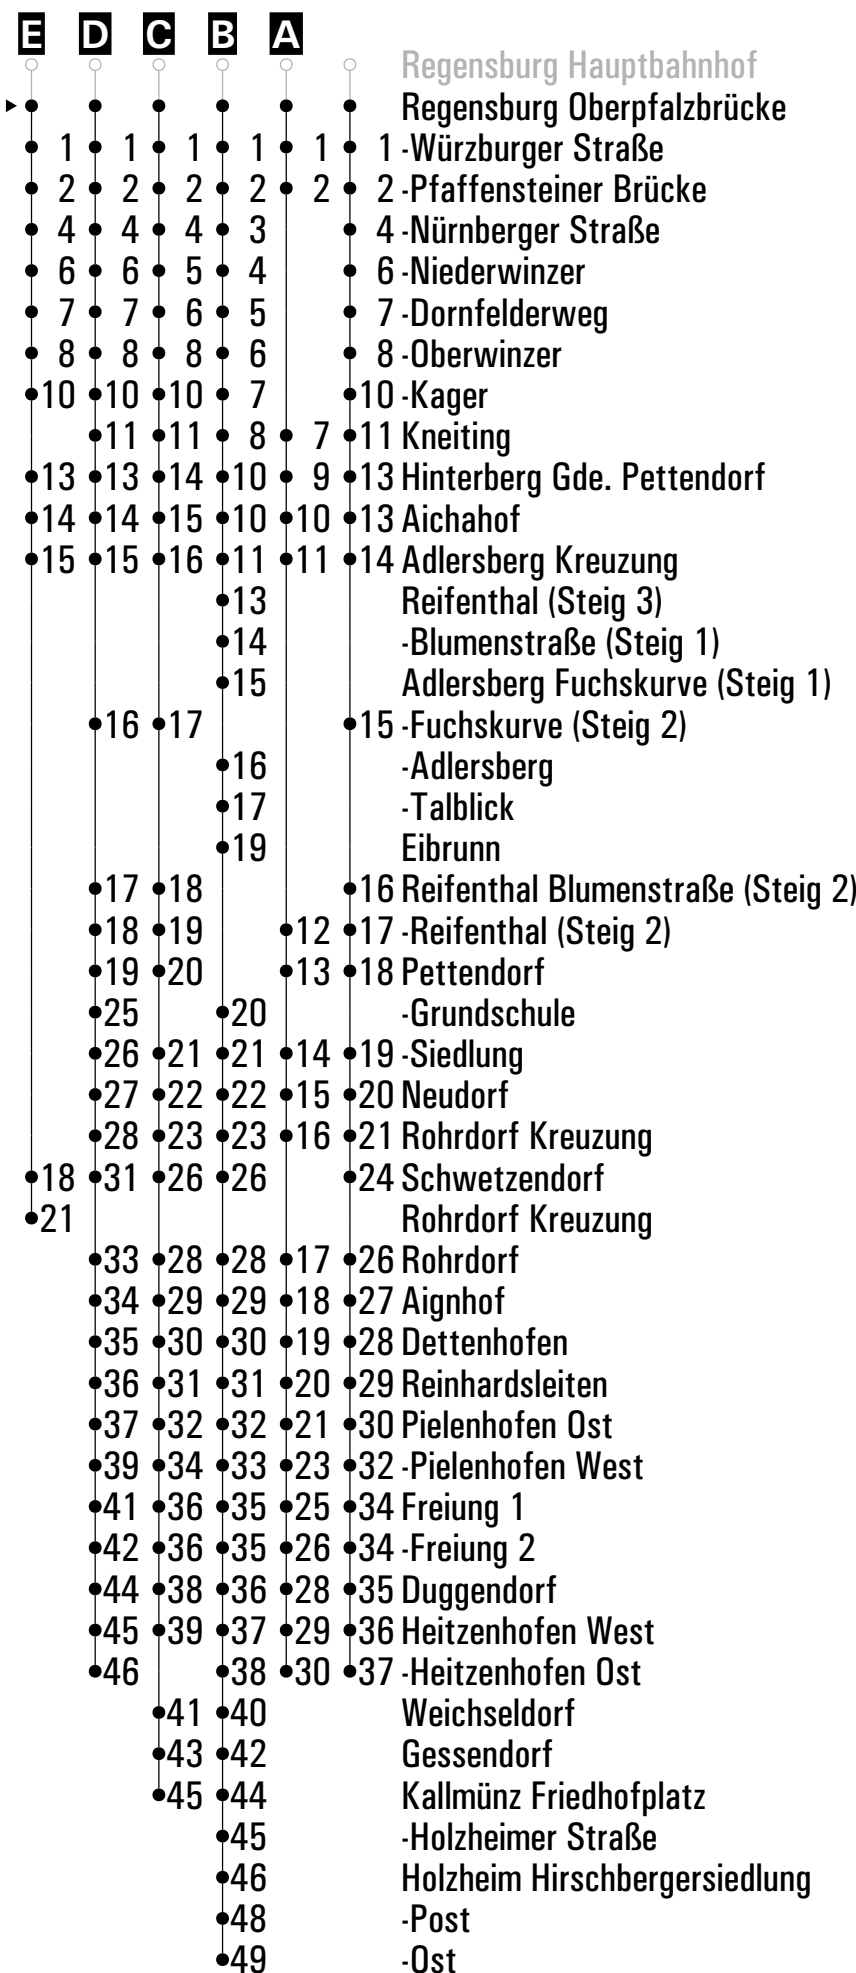 E D C B A
Regensburg Hauptbahnhof
Regensburg Oberpfalzbrücke
1 1 1 1 1 1 -Würzburger Straße
2 2 2 2 2 2 -Pfaffensteiner Brücke
4 4 4 3 4 -Nürnberger Straße
6 6 5 4 6 -Niederwinzer
7 7 6 5 7 -Dornfelderweg
8 8 8 6 8 -Oberwinzer
10 10 10 7 10 -Kager
11 11 8 7 11 Kneiting
13 13 14 10 9 13 Hinterberg Gde. Pettendorf
14 14 15 10 10 13 Aichahof
15 15 16 11 11 14 Adlersberg Kreuzung
13 Reifenthal (Steig 3)
14 -Blumenstraße (Steig 1)
15 Adlersberg Fuchskurve (Steig 1)
16 17 15 -Fuchskurve (Steig 2)
16 -Adlersberg
17 -Talblick
19 Eibrunn
17 18 16 Reifenthal Blumenstraße (Steig 2)
18 19 12 17 -Reifenthal (Steig 2)
19 20 13 18 Pettendorf
25 20 -Grundschule
26 21 21 14 19 -Siedlung
27 22 22 15 20 Neudorf
28 23 23 16 21 Rohrdorf Kreuzung
18 31 26 26 24 Schwetzendorf
21 Rohrdorf Kreuzung
33 28 28 17 26 Rohrdorf
34 29 29 18 27 Aignhof
35 30 30 19 28 Dettenhofen
36 31 31 20 29 Reinhardsleiten
37 32 32 21 30 Pielenhofen Ost
39 34 33 23 32 -Pielenhofen West
41 36 35 25 34 Freiung 1
42 36 35 26 34 -Freiung 2
44 38 36 28 35 Duggendorf
45 39 37 29 36 Heitzenhofen West
46 38 30 37 -Heitzenhofen Ost
41 40 Weichseldorf
43 42 Gessendorf
45 44 Kallmünz Friedhofplatz
45 -Holzheimer Straße
46 Holzheim Hirschbergersiedlung
48 -Post
49 -Ost